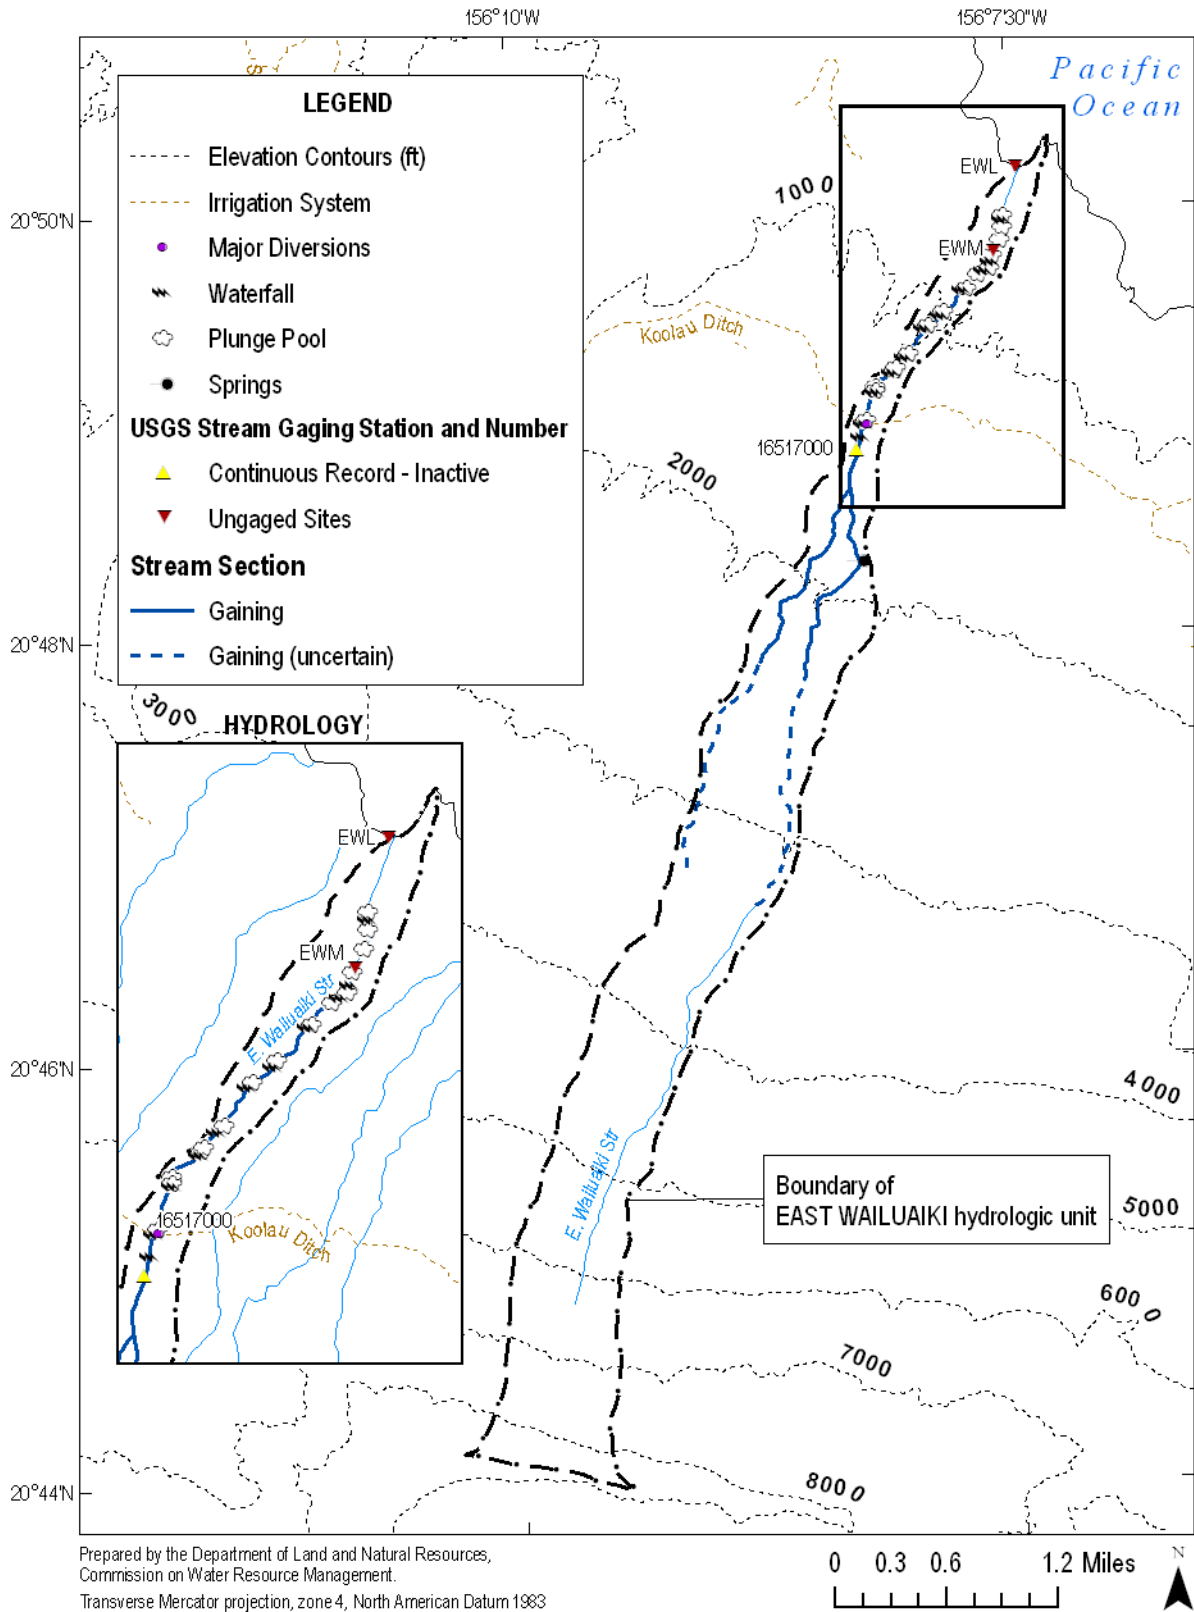 156°10'W
156°7'30"W
Pacific
Ocean
LEGEND
Elevation Contours (ft)
Irrigation System
Major Diversions
Waterfall
Plunge Pool
Springs
USGS Stream Gaging Station and Number
Continuous Record - Inactive
Ungaged Sites
Stream Section
Gaining
Gaining (uncertain)
EWL
1000
20°50'N
EWM
Koolau Ditch
16517000
2000
20°48'N
3000
HYDROLOGY
EWL
EWM
E. Wailuaiki Str
16517000
Koolau Ditch
20°46'N
4000
E. Wailuaiki Str
Boundary of
EAST WAILUAIKI hydrologic unit
5000
6000
7000
8000
20°44'N
Prepared by the Department of Land and Natural Resources,
Commission on Water Resource Management.
Transverse Mercator projection, zone 4, North American Datum 1983
0 0.3 0.6 1.2 Miles
N